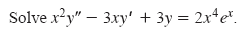 Solve x²y″ − 3xy′ + 3y = 2x⁴eˣ.